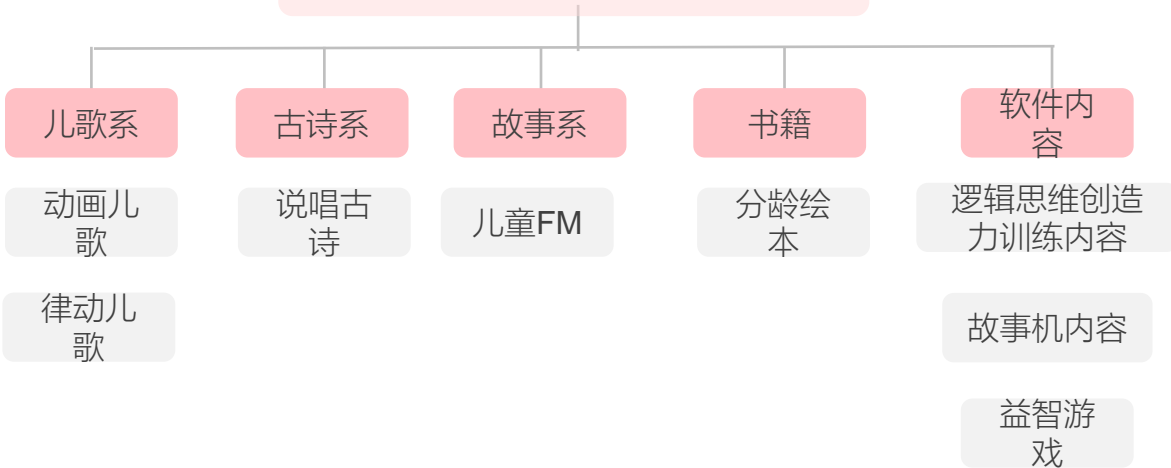 儿歌系
古诗系
故事系
书籍
软件内
容
动画儿
歌
说唱古
诗
儿童FM
分龄绘
本
逻辑思维创造
力训练内容
律动儿
歌
故事机内容
益智游
戏